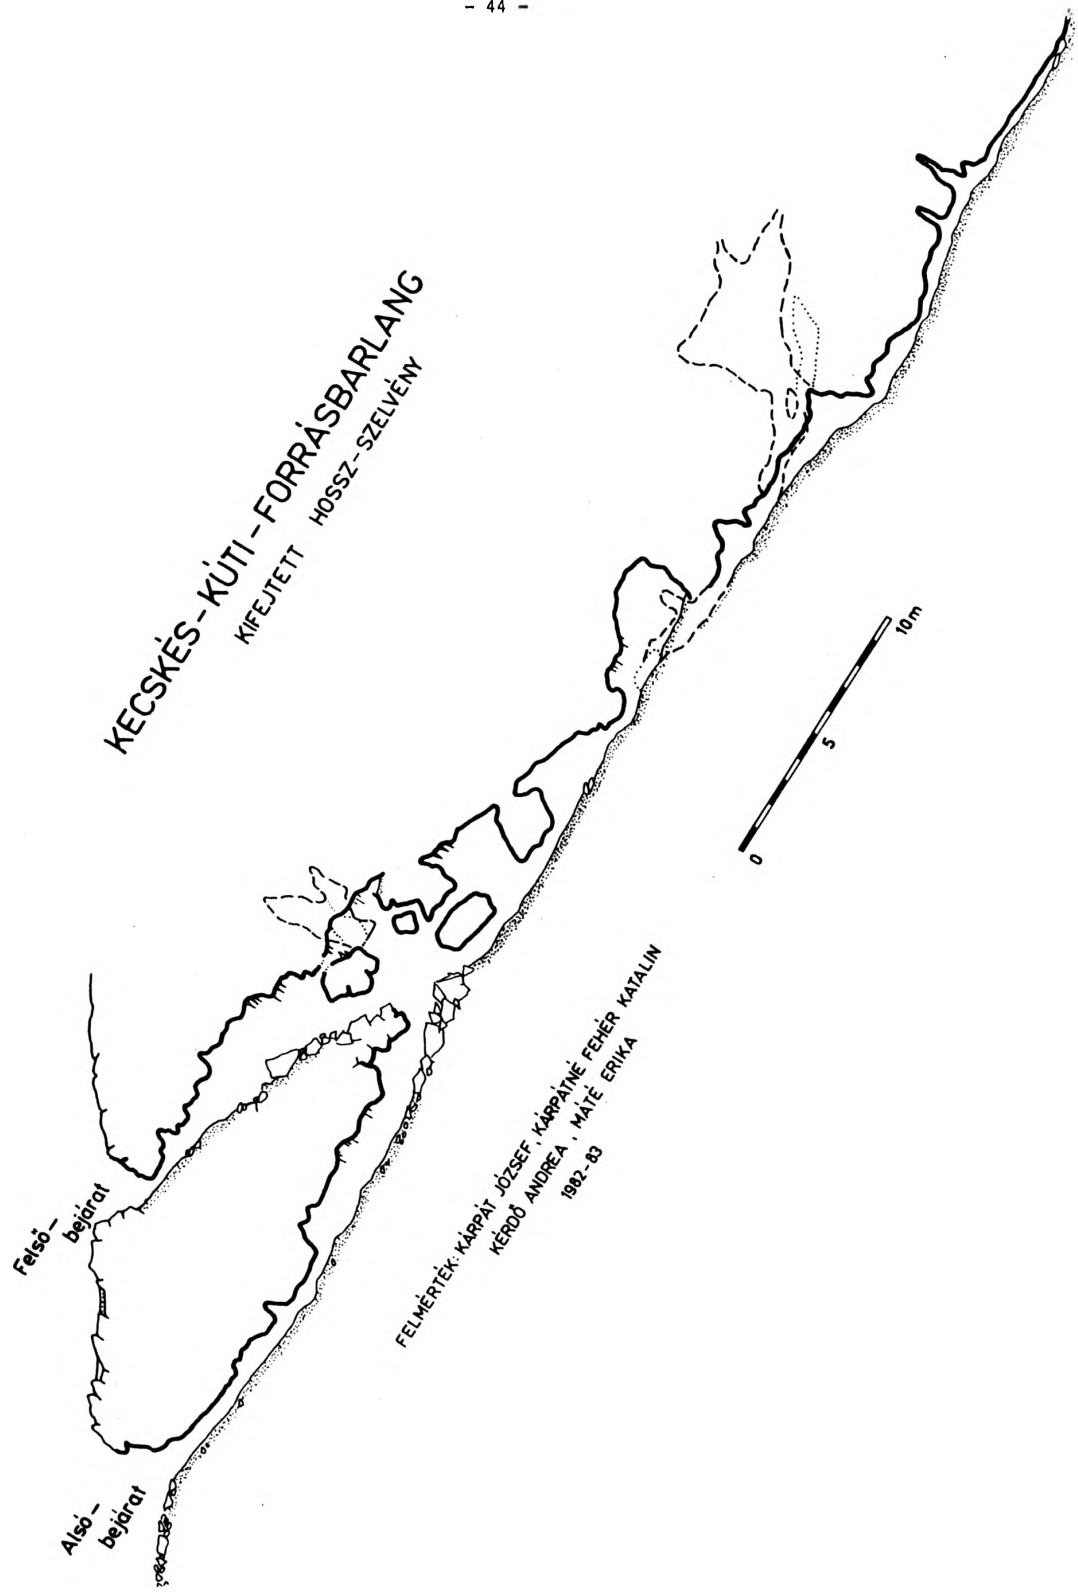 - 44 -
KECSKÉS-KÚTI-FORRÁSBARLANG
KIFEJTETT HOSSZ-SZELVÉNY
Felső-
bejárat
Alsó-
bejárat
0 5 10m
FELMÉRTÉK: KÁRPÁT JÓZSEF, KÁRPÁTNÉ FEHÉR KATALIN
KÉRDŐ ANDREA, MÁTÉ ERIKA
1982-83